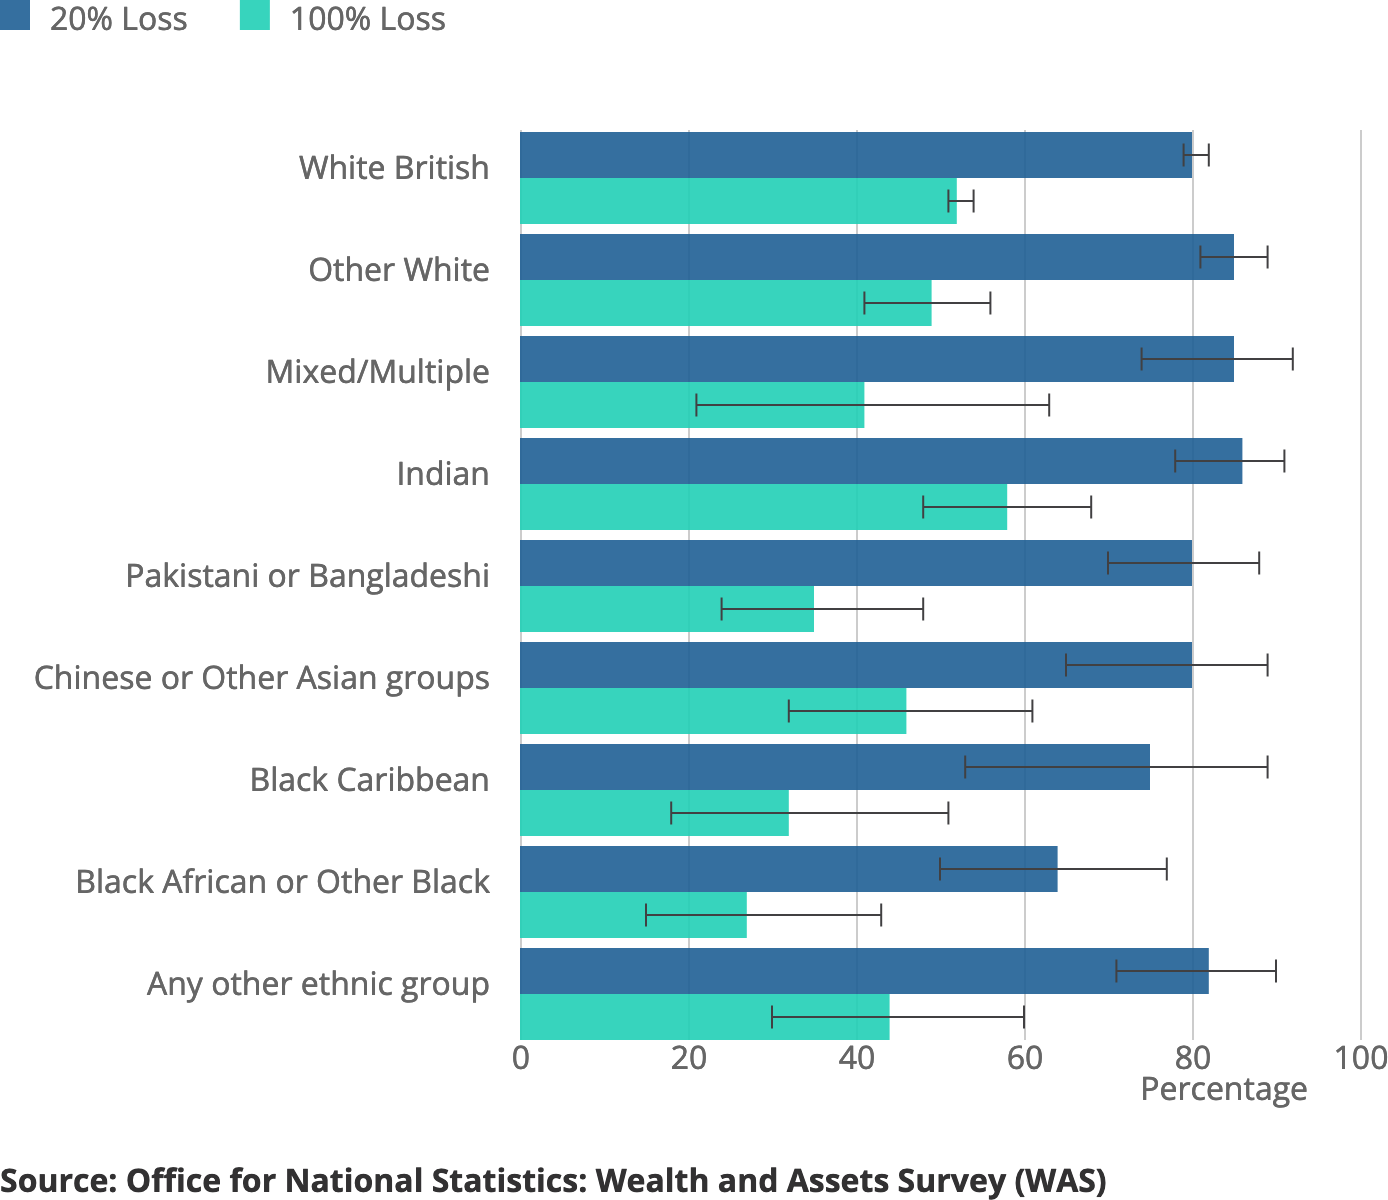 20% Loss 100% Loss
White British
Other White
Mixed/Multiple
Indian
Pakistani or Bangladeshi
Chinese or Other Asian groups
Black Caribbean
Black African or Other Black
Any other ethnic group
0 20 40 60 80 100
Percentage
Source: Office for National Statistics: Wealth and Assets Survey (WAS)